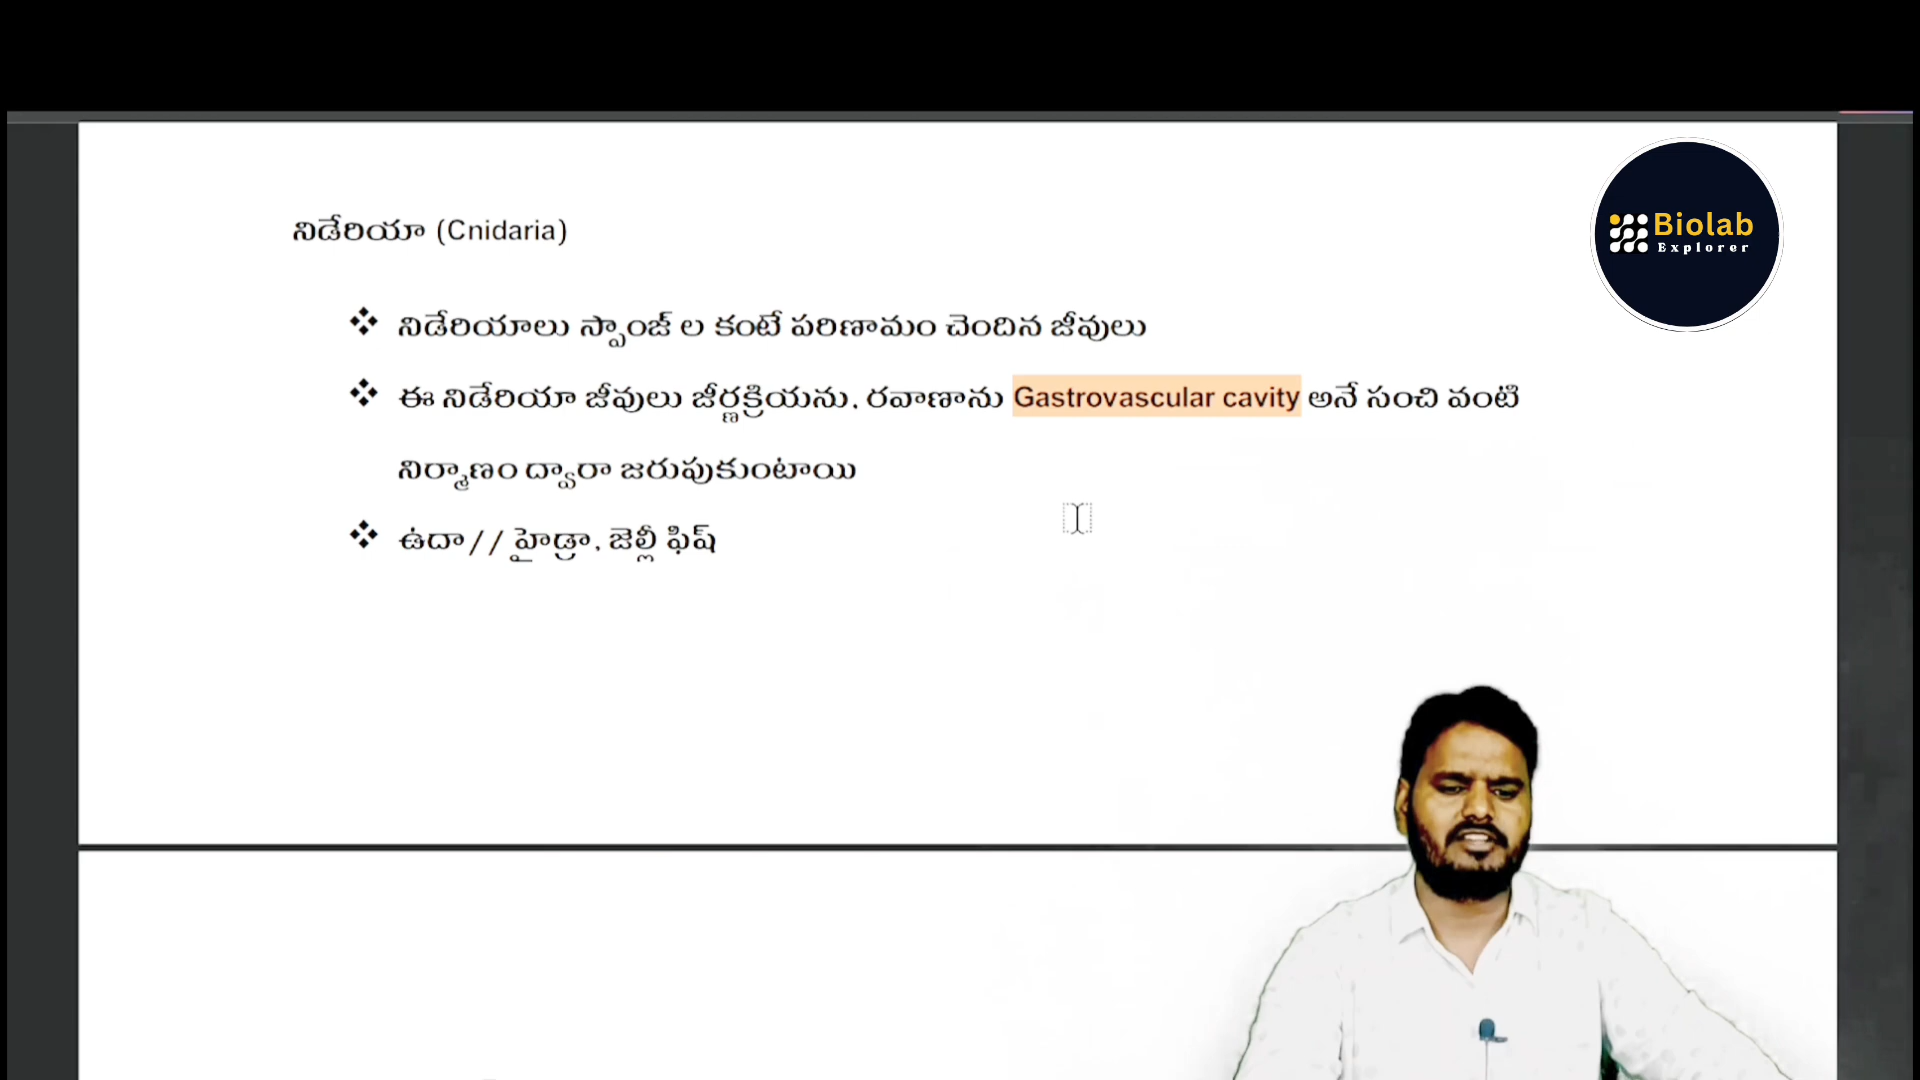 Biolab
Explorer
నిడేరియా (Cnidaria)
❖ నిడేరియాలు స్పాంజ్ ల కంటే పరిణామం చెందిన జీవులు
❖ ఈ నిడేరియా జీవులు జీర్ణక్రియను, రవాణాను Gastrovascular cavity అనే సంచి వంటి
నిర్మాణం ద్వారా జరుపుకుంటాయి
❖ ఉదా// హైడ్రా, జెల్లీ ఫిష్